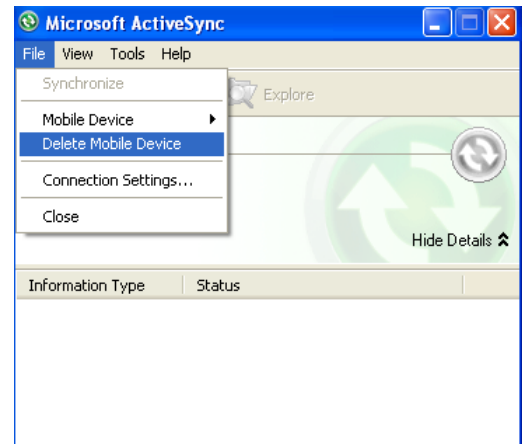 Microsoft ActiveSync
File View Tools Help
Synchronize
Explore
Mobile Device
Delete Mobile Device
Connection Settings...
Close
Hide Details
Information Type Status